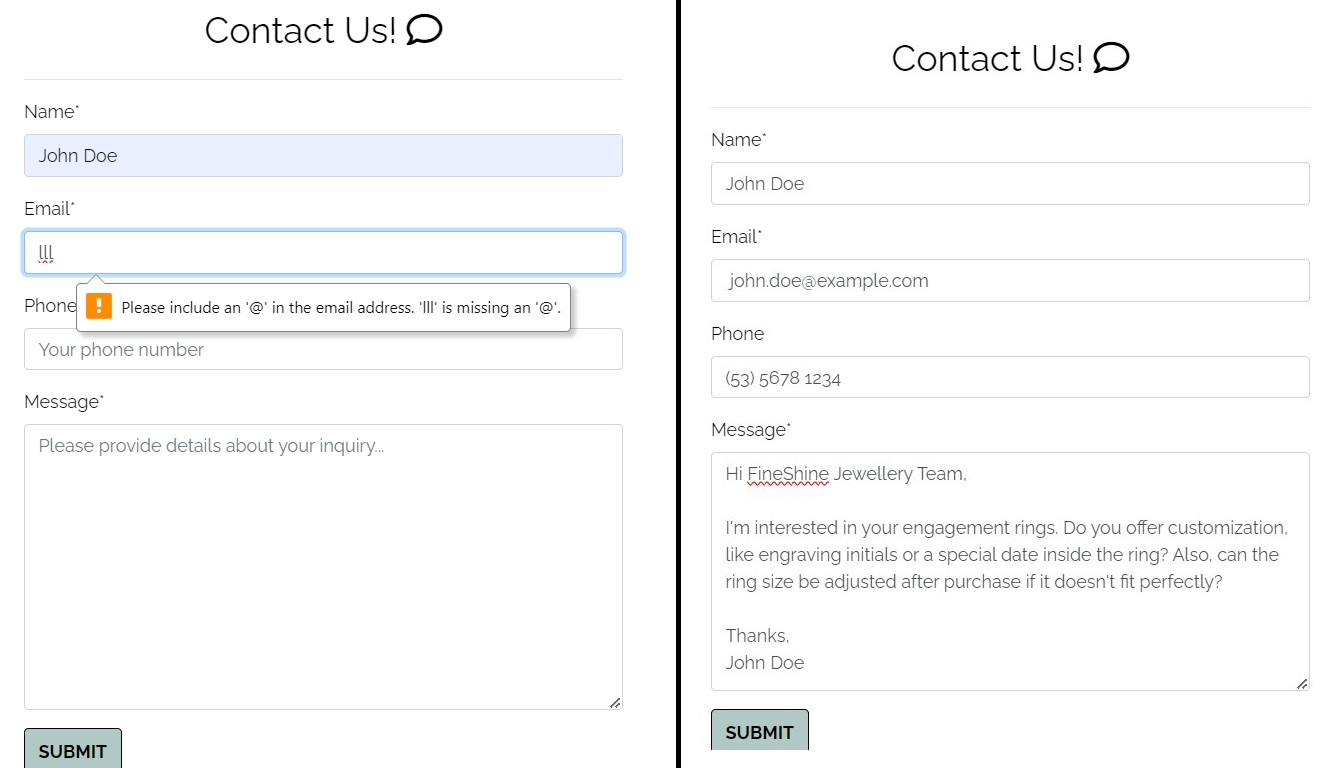 Contact Us!
Name*
John Doe
Email*
lll
Please include an '@' in the email address. 'lll' is missing an '@'.
Phone
Your phone number
Message*
Please provide details about your inquiry...
SUBMIT
Contact Us!
Name*
John Doe
Email*
john.doe@example.com
Phone
(53) 5678 1234
Message*
Hi FineShine Jewellery Team,
I'm interested in your engagement rings. Do you offer customization,
like engraving initials or a special date inside the ring? Also, can the
ring size be adjusted after purchase if it doesn't fit perfectly?
Thanks,
John Doe
SUBMIT